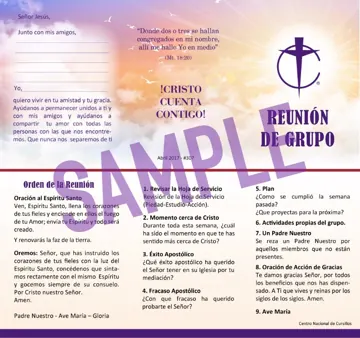 Señor Jesús,
Junto con mis amigos,
Yo,
quiero vivir en tu amistad y tu gracia.
Ayúdanos a permanecer unidos a ti y
con mis amigos y ayúdanos a
compartir tu amor con todas las
personas con las que nos encontre-
mos. Que nunca nos separemos de ti
"Donde dos o tres se hallan
congregados en mi nombre,
allí me hallo Yo en medio"
(Mt. 18:20)
¡CRISTO
CUENTA
CONTIGO!
Abril 2017 - #307
REUNIÓN
DE GRUPO
SAMPLE
Orden de la Reunión
Oración al Espíritu Santo
Ven, Espíritu Santo, llena los corazones
de tus fieles y enciende en ellos el fuego
de tu Amor; envía tu Espíritu y todo será
creado.
Y renovarás la faz de la tierra.
Oremos: Señor, que has instruido los
corazones de tus fieles con la luz del
Espíritu Santo, concédenos que sinta-
mos rectamente con el mismo Espíritu
y gocemos siempre de su consuelo.
Por Cristo nuestro Señor.
Amen.
Padre Nuestro - Ave María – Gloria
1. Revisar la Hoja de Servicio
Revisión de la Hoja de Servicio
(Piedad-Estudio-Acción).
2. Momento cerca de Cristo
Durante toda esta semana, ¿cuál
ha sido el momento en que te has
sentido más cerca de Cristo?
3. Éxito Apostólico
¿Qué éxito apostólico ha querido
el Señor tener en su Iglesia por tu
mediación?
4. Fracaso Apostólico
¿Con que fracaso ha querido
probarte el Señor?
5. Plan
¿Como se cumplió la semana
pasada?
¿Que proyectas para la próxima?
6. Actividades propias del grupo.
7. Un Padre Nuestro
Se reza un Padre Nuestro por
aquellos miembros que no están
presentes.
8. Oración de Acción de Gracias
Te damos gracias Señor, por todos
los beneficios que nos has dispen-
sado. A Ti que vives y reinas por los
siglos de los siglos. Amen.
9. Ave María
Centro Nacional de Cursillos